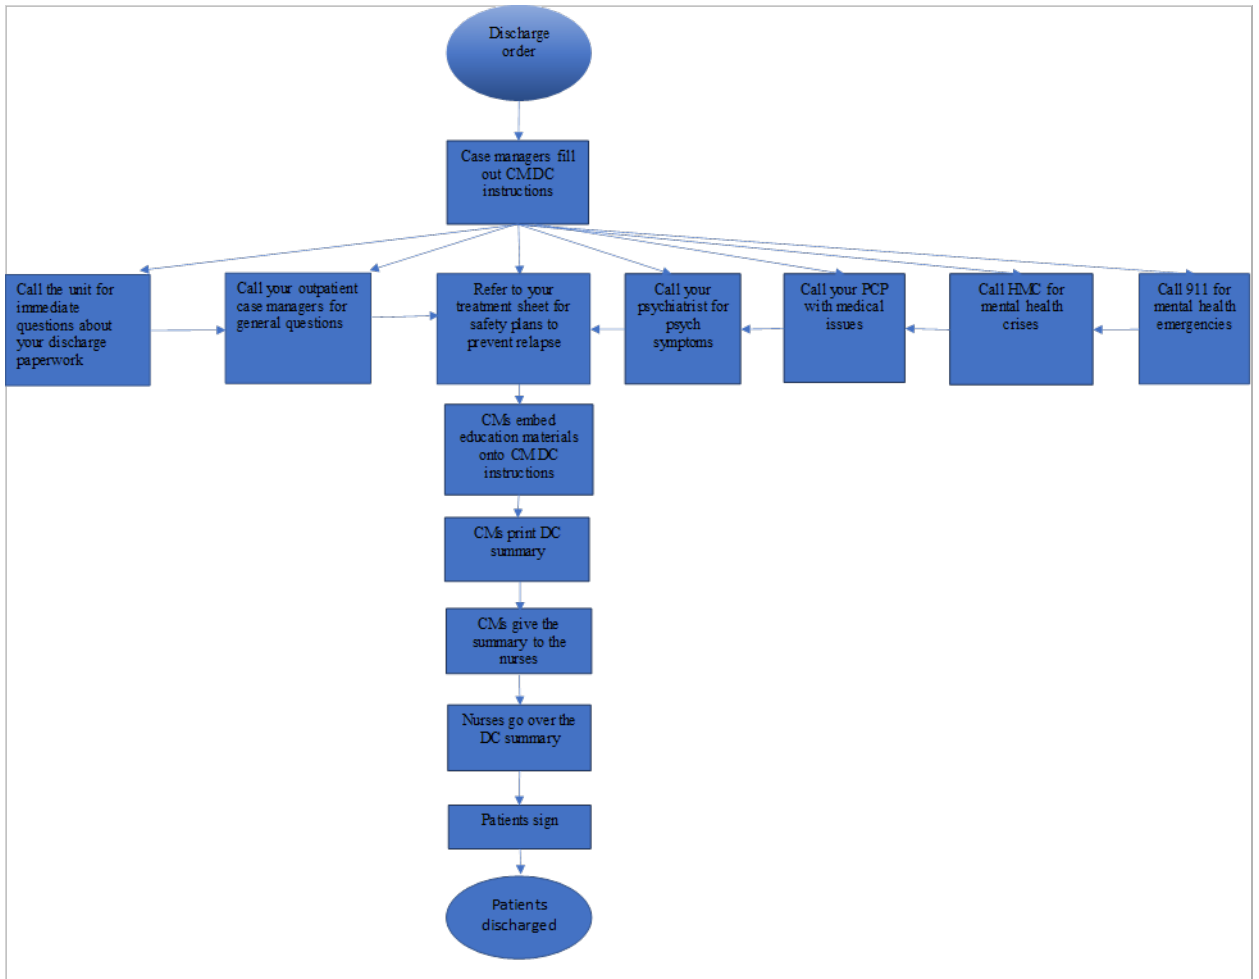 Discharge
order
Case managers fill
out CMDC
instructions
Call the unit for
immediate
questions about
your discharge
paperwork
Call your outpatient
case managers for
general questions
Refer to your
treatment sheet for
safety plans to
prevent relapse
Call your
psychiatrist for
psych
symptoms
Call your PCP
with medical
issues
Call HMC for
mental health
crises
Call 911 for
mental health
emergencies
CMs embed
education materials
onto CMDC
instructions
CMs print DC
summary
CMs give the
summary to the
nurses
Nurses go over the
DC summary
Patients sign
Patients
discharged